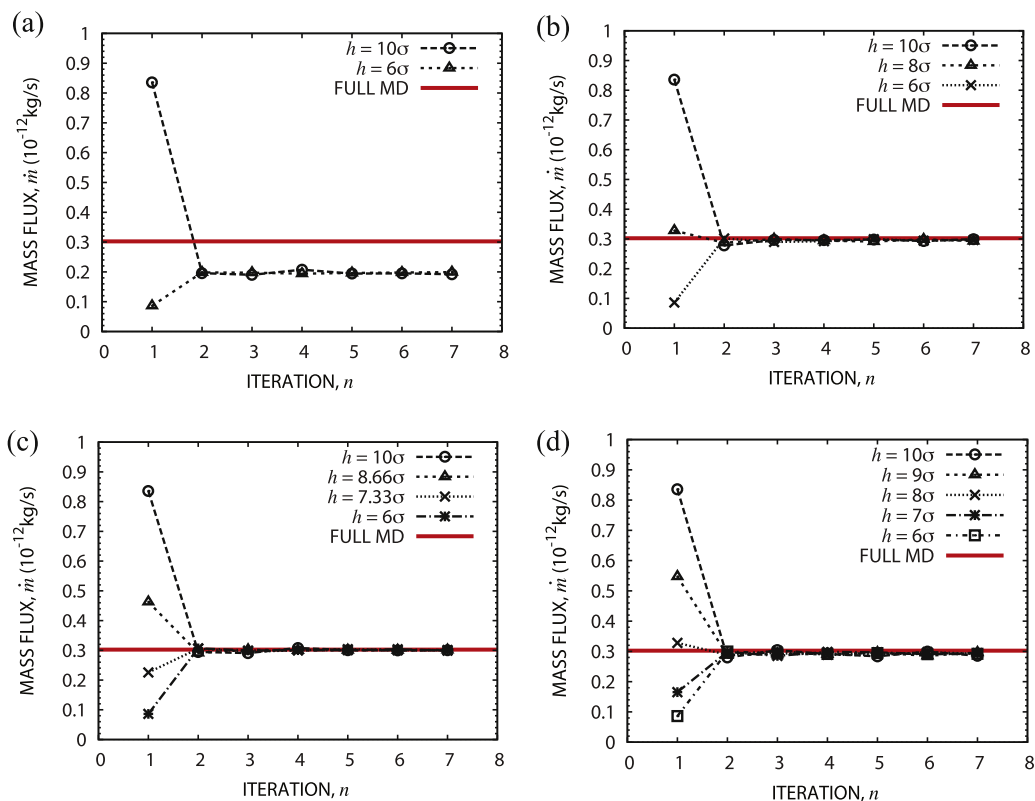 (a)
MASS FLUX, ṁ (10⁻¹²kg/s)
1
0.9
0.8
0.7
0.6
0.5
0.4
0.3
0.2
0.1
0
h = 10σ
h = 6σ
FULL MD
0 1 2 3 4 5 6 7 8
ITERATION, n
(b)
MASS FLUX, ṁ (10⁻¹²kg/s)
1
0.9
0.8
0.7
0.6
0.5
0.4
0.3
0.2
0.1
0
h = 10σ
h = 8σ
h = 6σ
FULL MD
0 1 2 3 4 5 6 7 8
ITERATION, n
(c)
MASS FLUX, ṁ (10⁻¹²kg/s)
1
0.9
0.8
0.7
0.6
0.5
0.4
0.3
0.2
0.1
0
h = 10σ
h = 8.66σ
h = 7.33σ
h = 6σ
FULL MD
0 1 2 3 4 5 6 7 8
ITERATION, n
(d)
MASS FLUX, ṁ (10⁻¹²kg/s)
1
0.9
0.8
0.7
0.6
0.5
0.4
0.3
0.2
0.1
0
h = 10σ
h = 9σ
h = 8σ
h = 7σ
h = 6σ
FULL MD
0 1 2 3 4 5 6 7 8
ITERATION, n